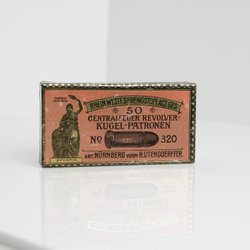 RHEIN.WESTF.SPRENGSTOFF.ACT.GES.
50
CENTRALFEUER REVOLVER-
KUGEL-PATRONEN
No 320
ABT. NÜRNBERG VORM. H. UTENDOERFFER.